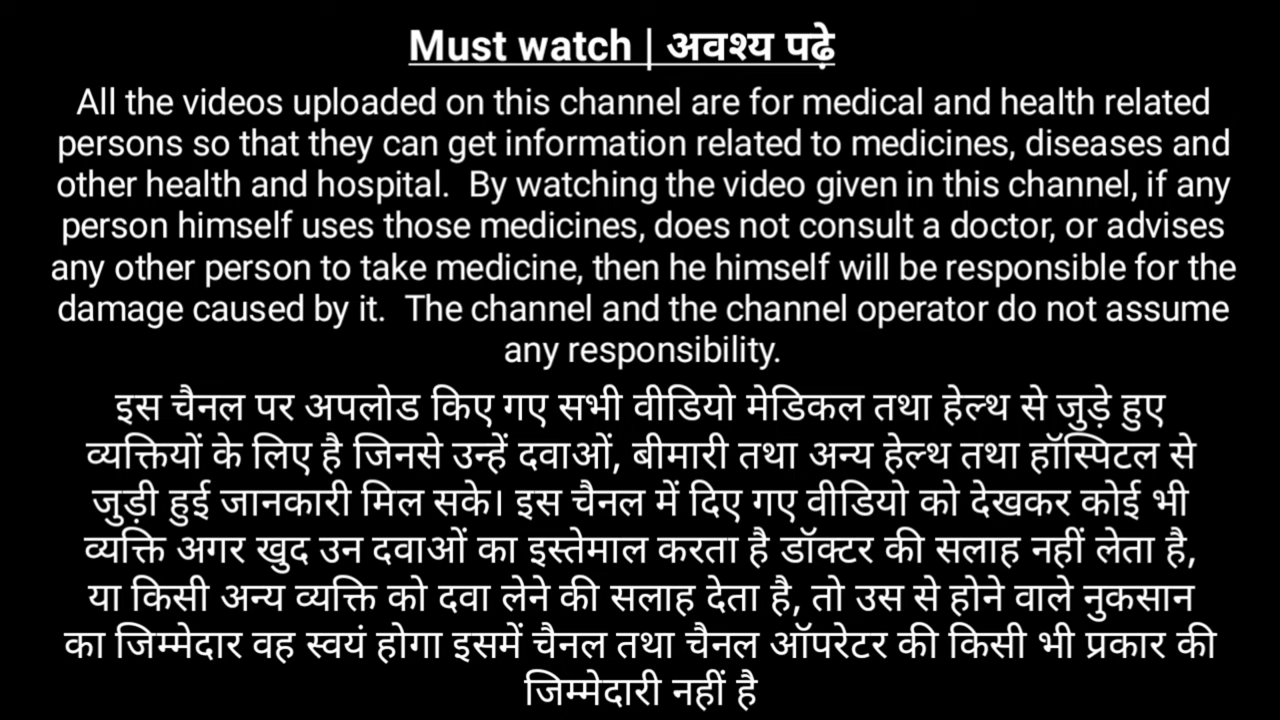 Must watch | अवश्य पढ़े
All the videos uploaded on this channel are for medical and health related
persons so that they can get information related to medicines, diseases and
other health and hospital.  By watching the video given in this channel, if any
person himself uses those medicines, does not consult a doctor, or advises
any other person to take medicine, then he himself will be responsible for the
damage caused by it.  The channel and the channel operator do not assume
any responsibility.
इस चैनल पर अपलोड किए गए सभी वीडियो मेडिकल तथा हेल्थ से जुड़े हुए
व्यक्तियों के लिए है जिनसे उन्हें दवाओं, बीमारी तथा अन्य हेल्थ तथा हॉस्पिटल से
जुड़ी हुई जानकारी मिल सके। इस चैनल में दिए गए वीडियो को देखकर कोई भी
व्यक्ति अगर खुद उन दवाओं का इस्तेमाल करता है डॉक्टर की सलाह नहीं लेता है,
या किसी अन्य व्यक्ति को दवा लेने की सलाह देता है, तो उस से होने वाले नुकसान
का जिम्मेदार वह स्वयं होगा इसमें चैनल तथा चैनल ऑपरेटर की किसी भी प्रकार की
जिम्मेदारी नहीं है